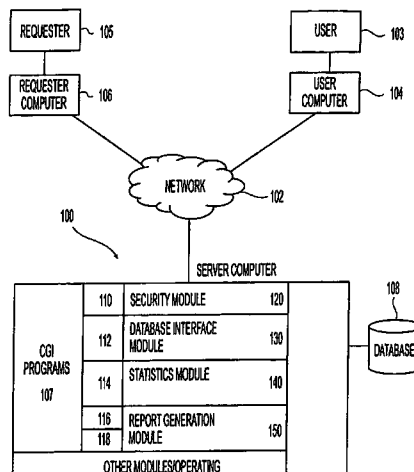 REQUESTER
105
USER
103
REQUESTER
COMPUTER
106
USER
COMPUTER
104
NETWORK
102
100
SERVER COMPUTER
108
DATABASE
CGI
PROGRAMS
107
110
SECURITY MODULE
120
112
DATABASE INTERFACE
MODULE
130
114
STATISTICS MODULE
140
116
118
REPORT GENERATION
MODULE
150
OTHER MODULES/OPERATING